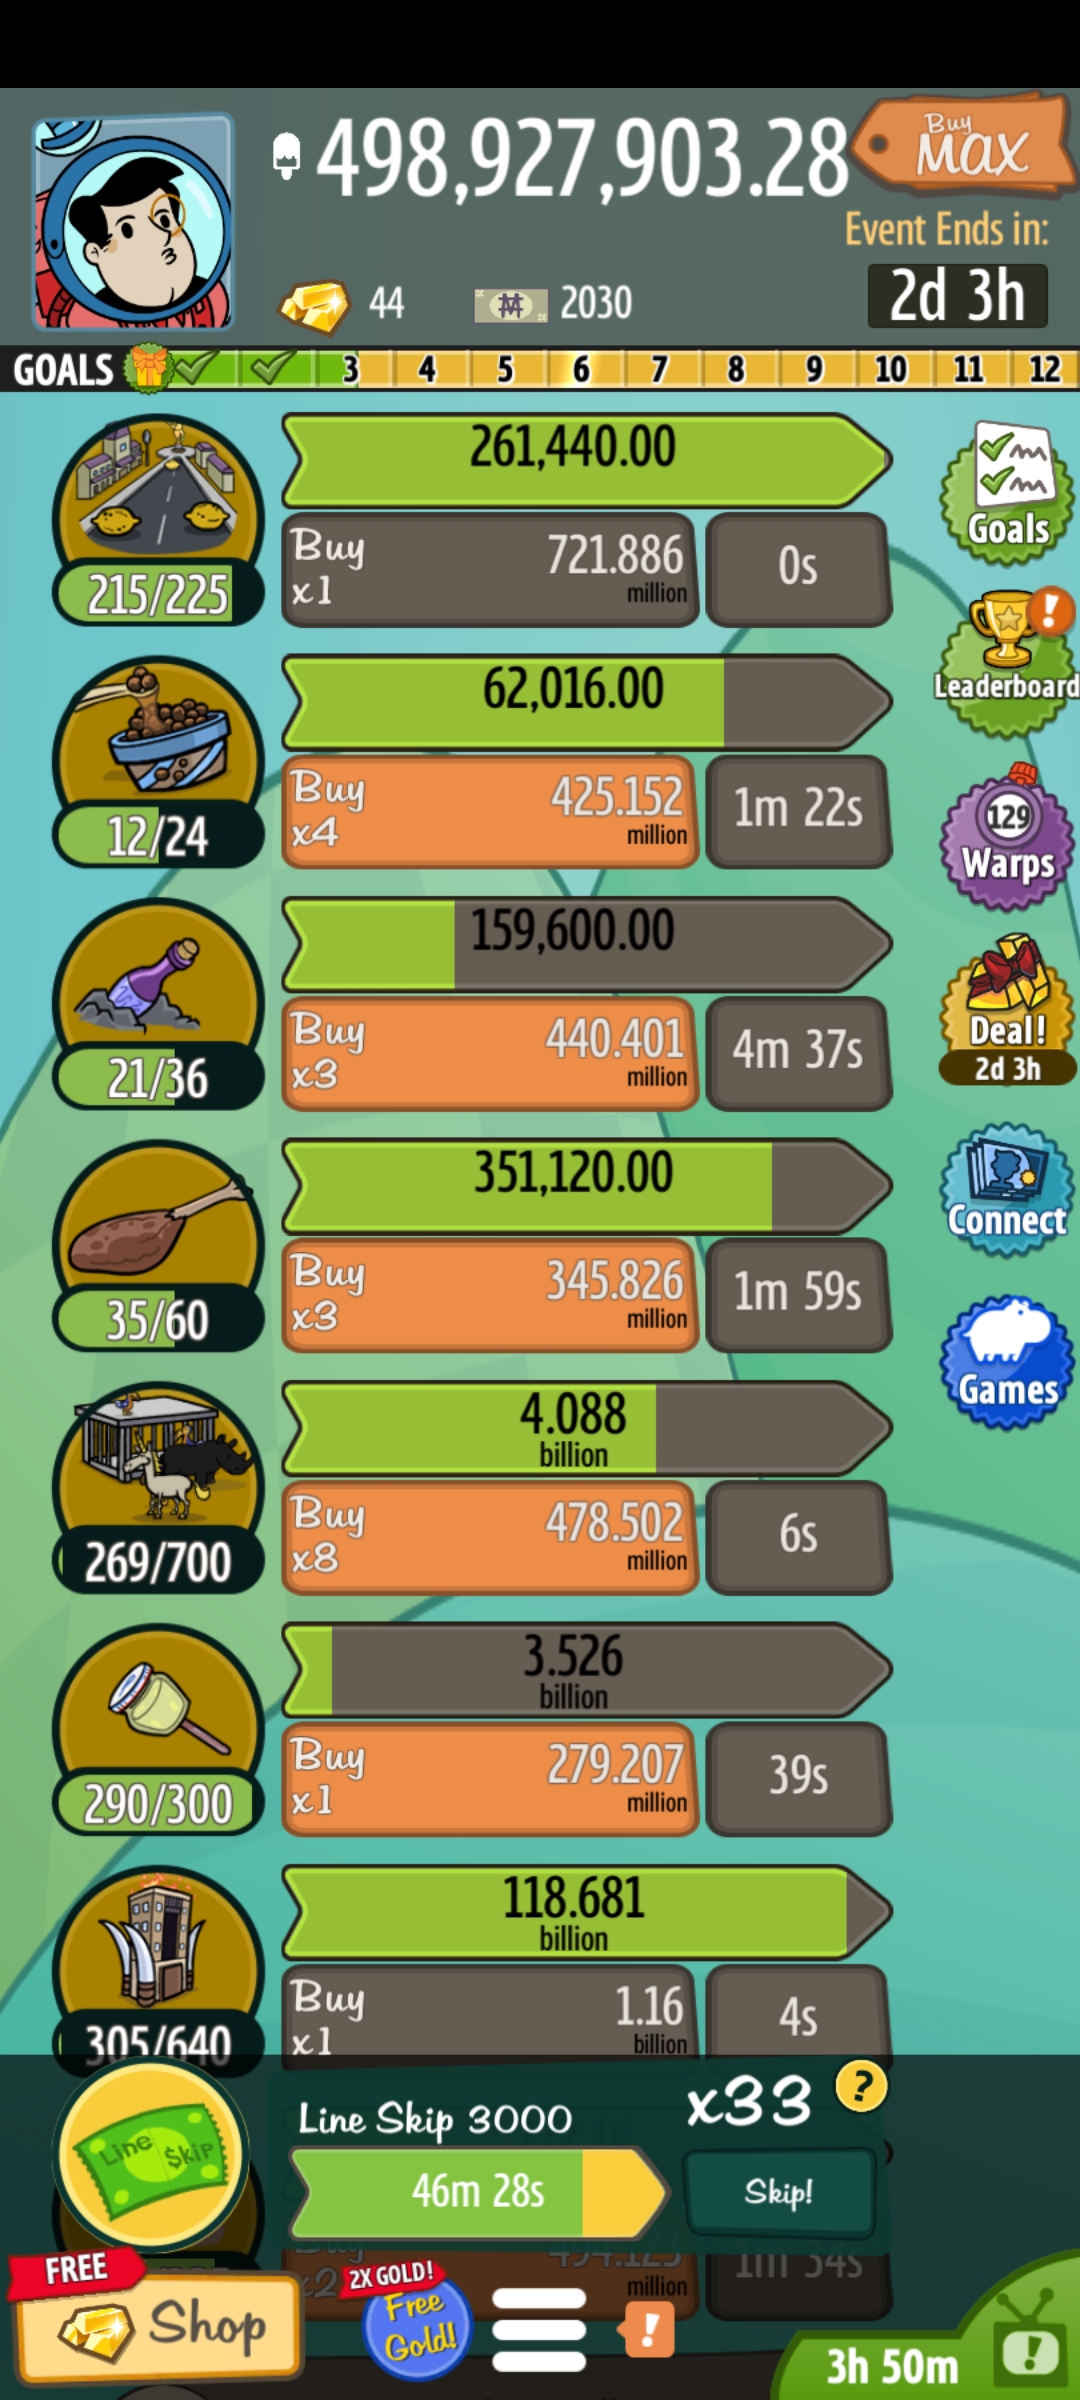 498,927,903.28
Buy
MAX
Event Ends in:
44
2030
2d 3h
GOALS
3
4
5
6
7
8
9
10
11
12
261,440.00
Buy
x1
721.886
million
0s
215/225
Goals
62,016.00
Buy
x4
425.152
million
1m 22s
12/24
Leaderboard
159,600.00
Buy
x3
440.401
million
4m 37s
21/36
129
Warps
351,120.00
Buy
x3
345.826
million
1m 59s
35/60
Deal!
2d 3h
Connect
Games
4.088
billion
Buy
x8
478.502
million
6s
269/700
3.526
billion
Buy
x1
279.207
million
39s
290/300
118.681
billion
Buy
x1
1.16
billion
4s
305/640
Line Skip
Line Skip 3000
x33
?
46m 28s
Skip!
Buy
x2
494.123
million
1m 34s
FREE
Shop
2X GOLD!
Free
Gold!
!
3h 50m
!